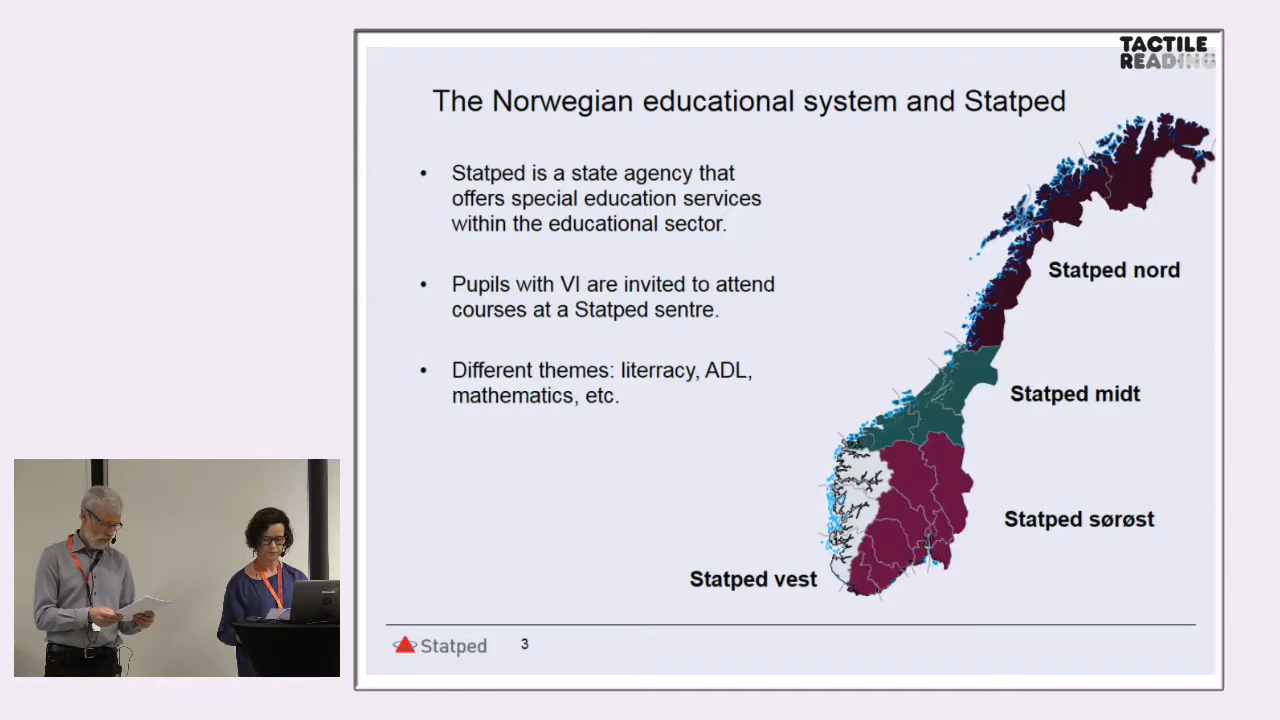 TACTILE
READING
The Norwegian educational system and Statped
• Statped is a state agency that
offers special education services
within the educational sector.
• Pupils with VI are invited to attend
courses at a Statped sentre.
• Different themes: literracy, ADL,
mathematics, etc.
Statped nord
Statped midt
Statped sørøst
Statped vest
Statped 3